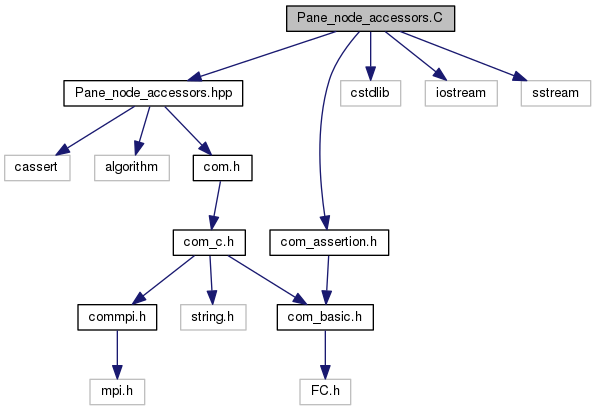 Pane_node_accessors.C
Pane_node_accessors.hpp
cstdlib
iostream
sstream
cassert
algorithm
com.h
com_c.h
com_assertion.h
commpi.h
string.h
com_basic.h
mpi.h
FC.h